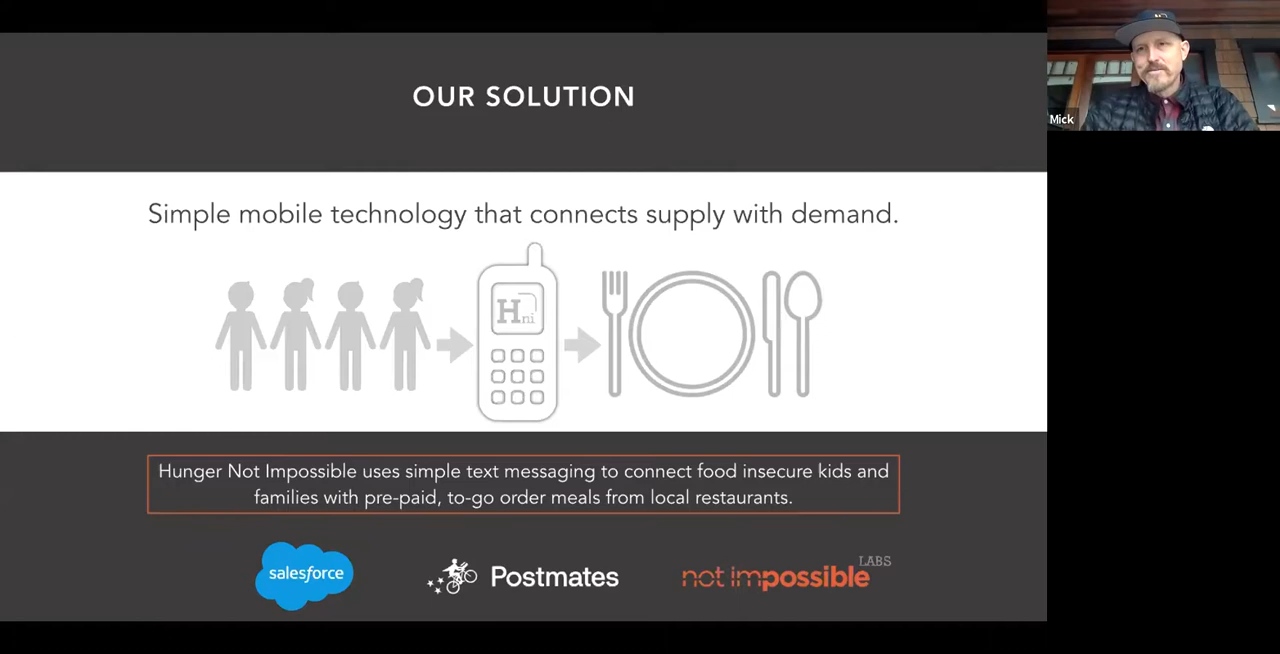 OUR SOLUTION
Mick
Simple mobile technology that connects supply with demand.
Hni
Hunger Not Impossible uses simple text messaging to connect food insecure kids and
families with pre-paid, to-go order meals from local restaurants.
salesforce
Postmates
not impossible LABS